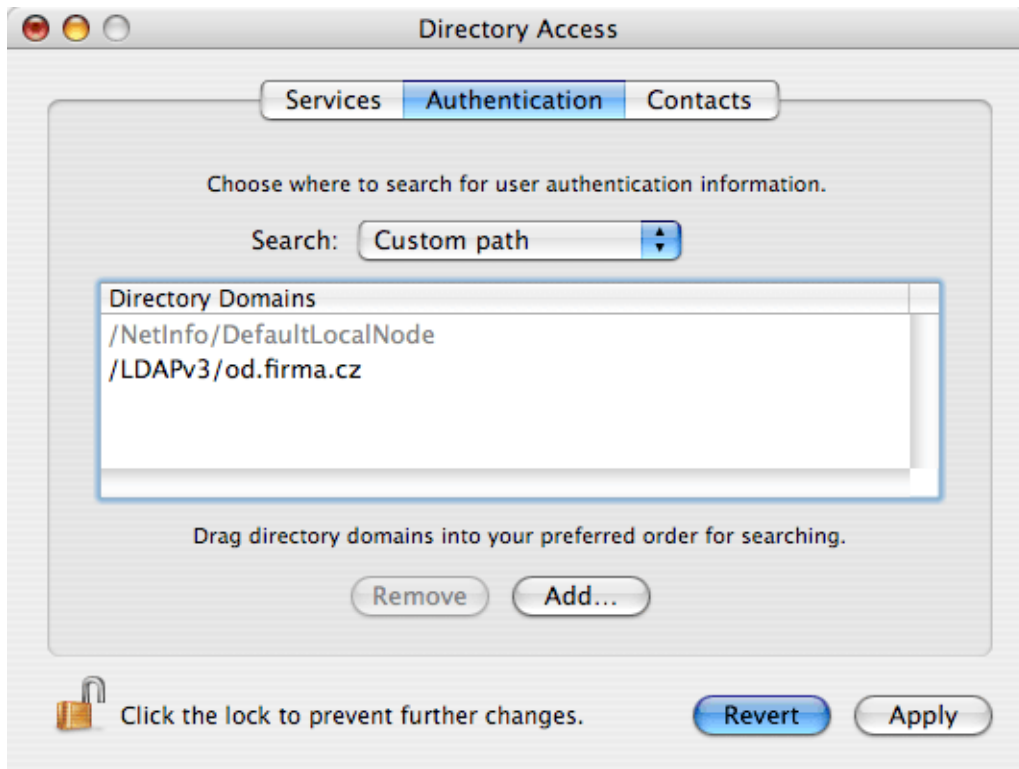 Directory Access
Services Authentication Contacts
Choose where to search for user authentication information.
Search: Custom path
Directory Domains
/NetInfo/DefaultLocalNode
/LDAPv3/od.firma.cz
Drag directory domains into your preferred order for searching.
Remove Add...
Click the lock to prevent further changes. Revert Apply